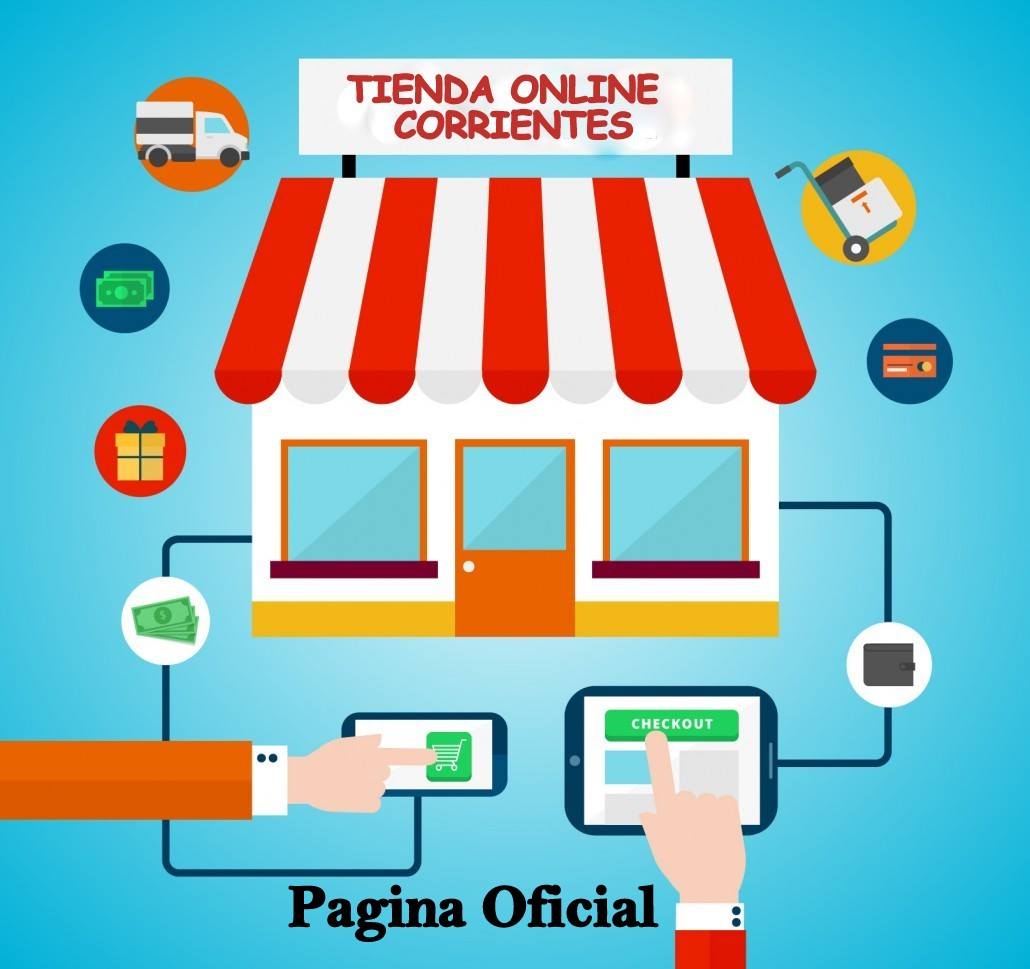 TIENDA ONLINE
CORRIENTES
$
CHECKOUT
Pagina Oficial